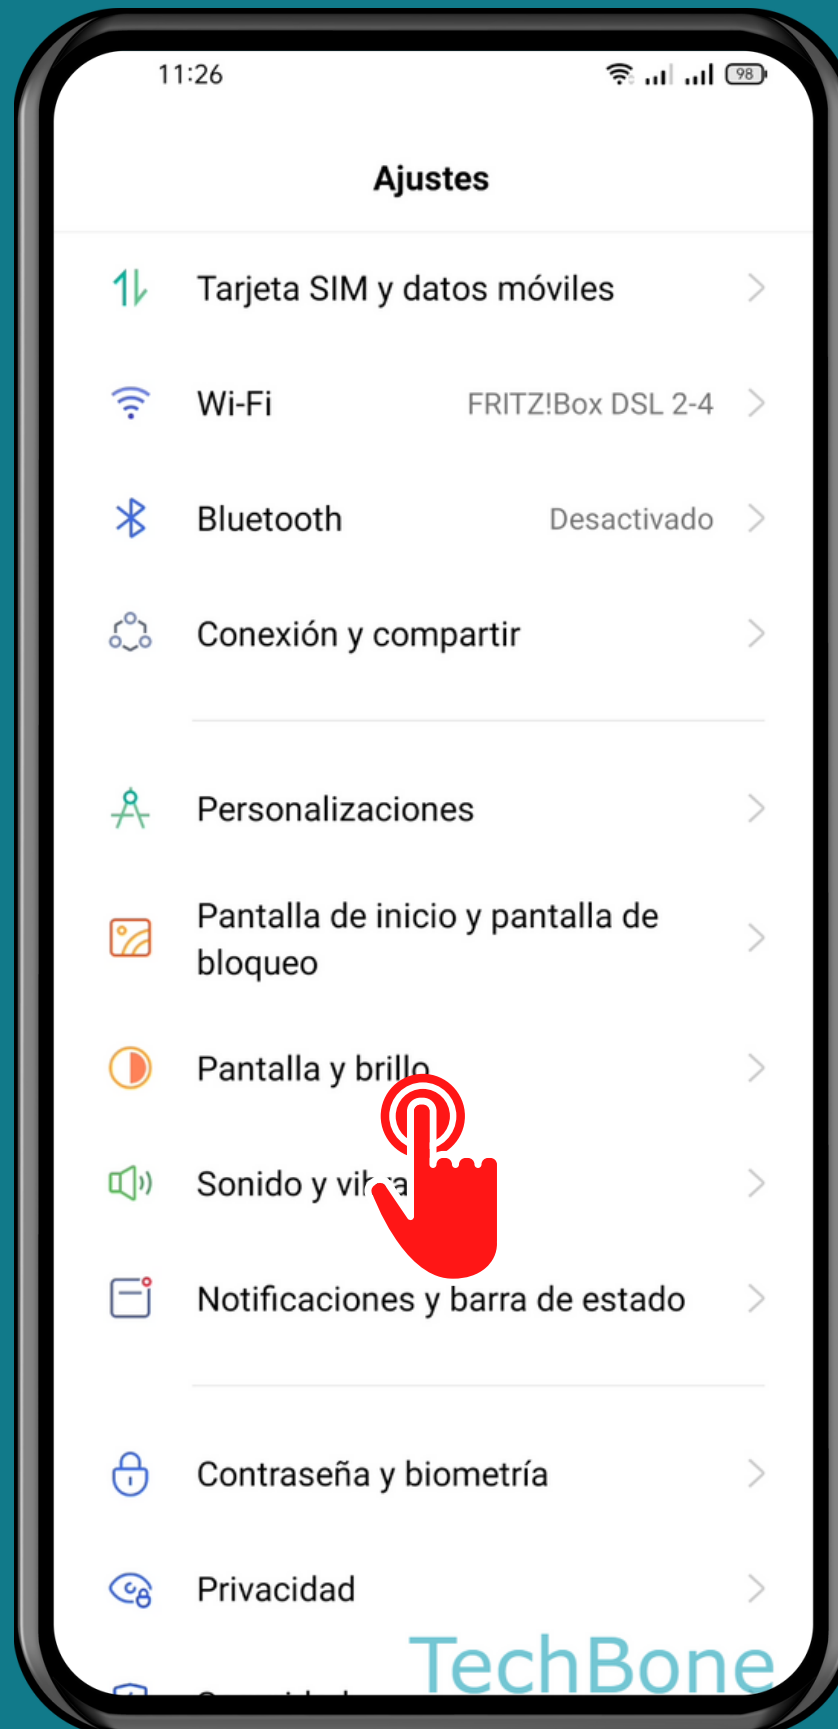 11:26
98
Ajustes
Tarjeta SIM y datos móviles
Wi-Fi
FRITZ!Box DSL 2-4
Bluetooth
Desactivado
Conexión y compartir
Personalizaciones
Pantalla de inicio y pantalla de
bloqueo
Pantalla y brillo
Sonido y
Notificaciones y barra de estado
Contraseña y biometría
Privacidad
TechBone